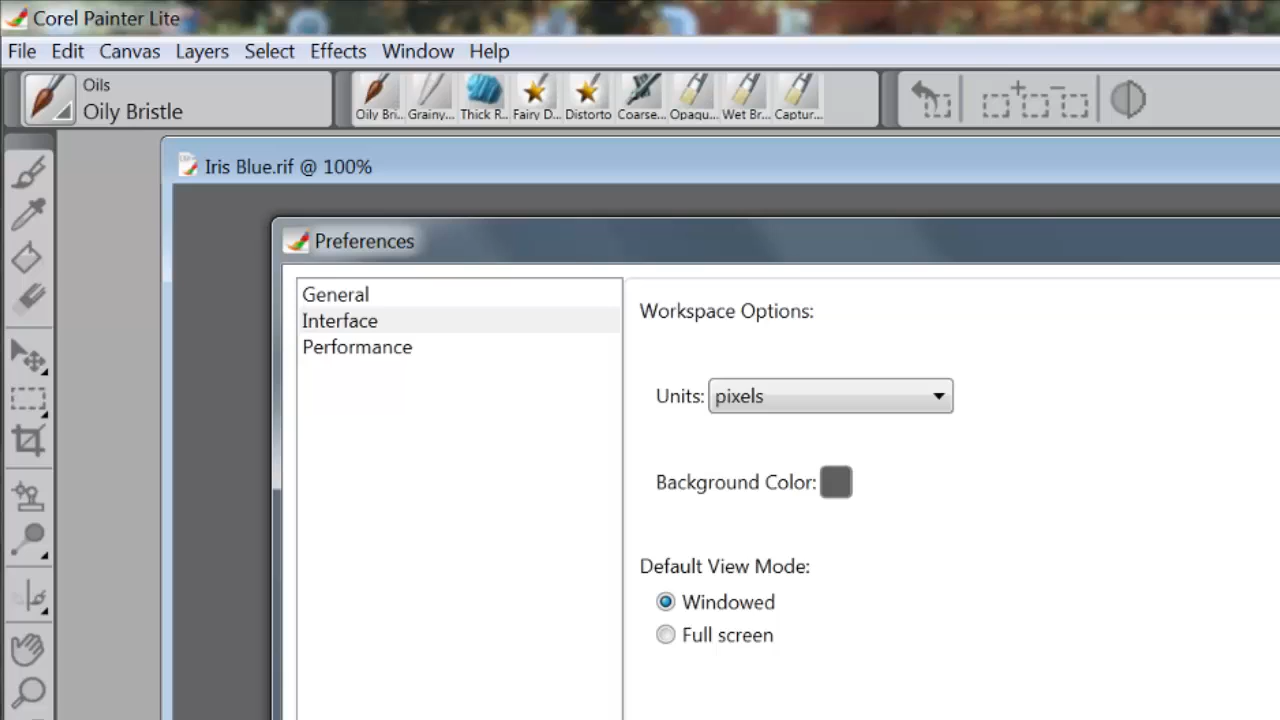 Corel Painter Lite
File Edit Canvas Layers Select Effects Window Help
Oils
Oily Bristle
Oily Bri... Grainy... Thick R.. Fairy D... Distorto Coarse... Opaqu... Wet Br... Captur...
Iris Blue.rif @ 100%
Preferences
General
Interface
Performance
Workspace Options:
Units: pixels
Background Color:
Default View Mode:
Windowed
Full screen